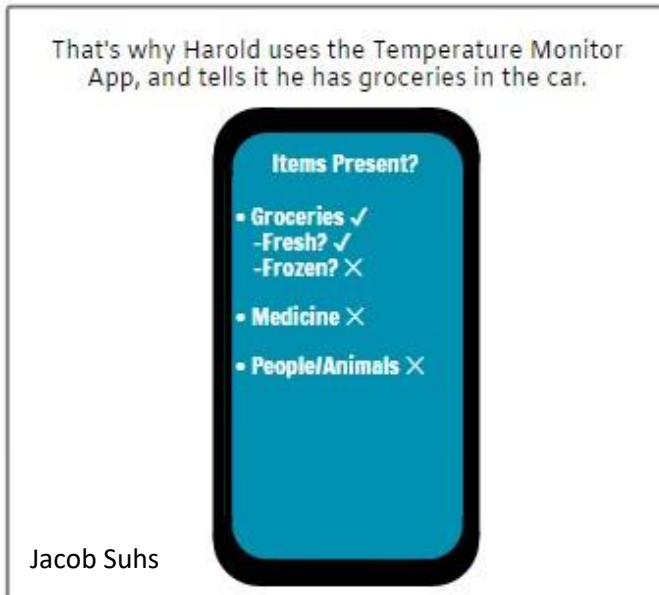 That's why Harold uses the Temperature Monitor
App, and tells it he has groceries in the car.
Items Present?
• Groceries ✓
-Fresh? ✓
-Frozen? ✕
• Medicine ✕
• People/Animals ✕
Jacob Suhs